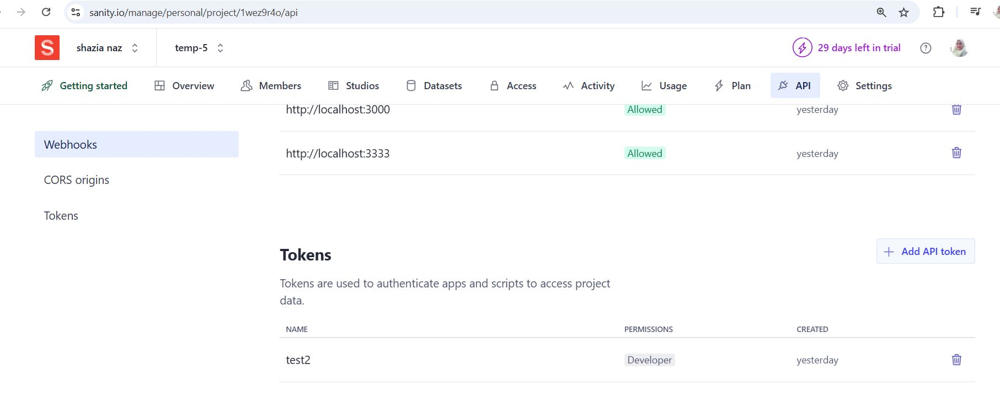 sanity.io/manage/personal/project/1wez9r4o/api
S shazia naz temp-5 29 days left in trial ?
Getting started Overview Members Studios Datasets Access Activity Usage Plan API Settings
http://localhost:3000 Allowed yesterday
Webhooks
http://localhost:3333 Allowed yesterday
CORS origins
Tokens
Tokens
Add API token
Tokens are used to authenticate apps and scripts to access project
data.
NAME PERMISSIONS CREATED
test2 Developer yesterday